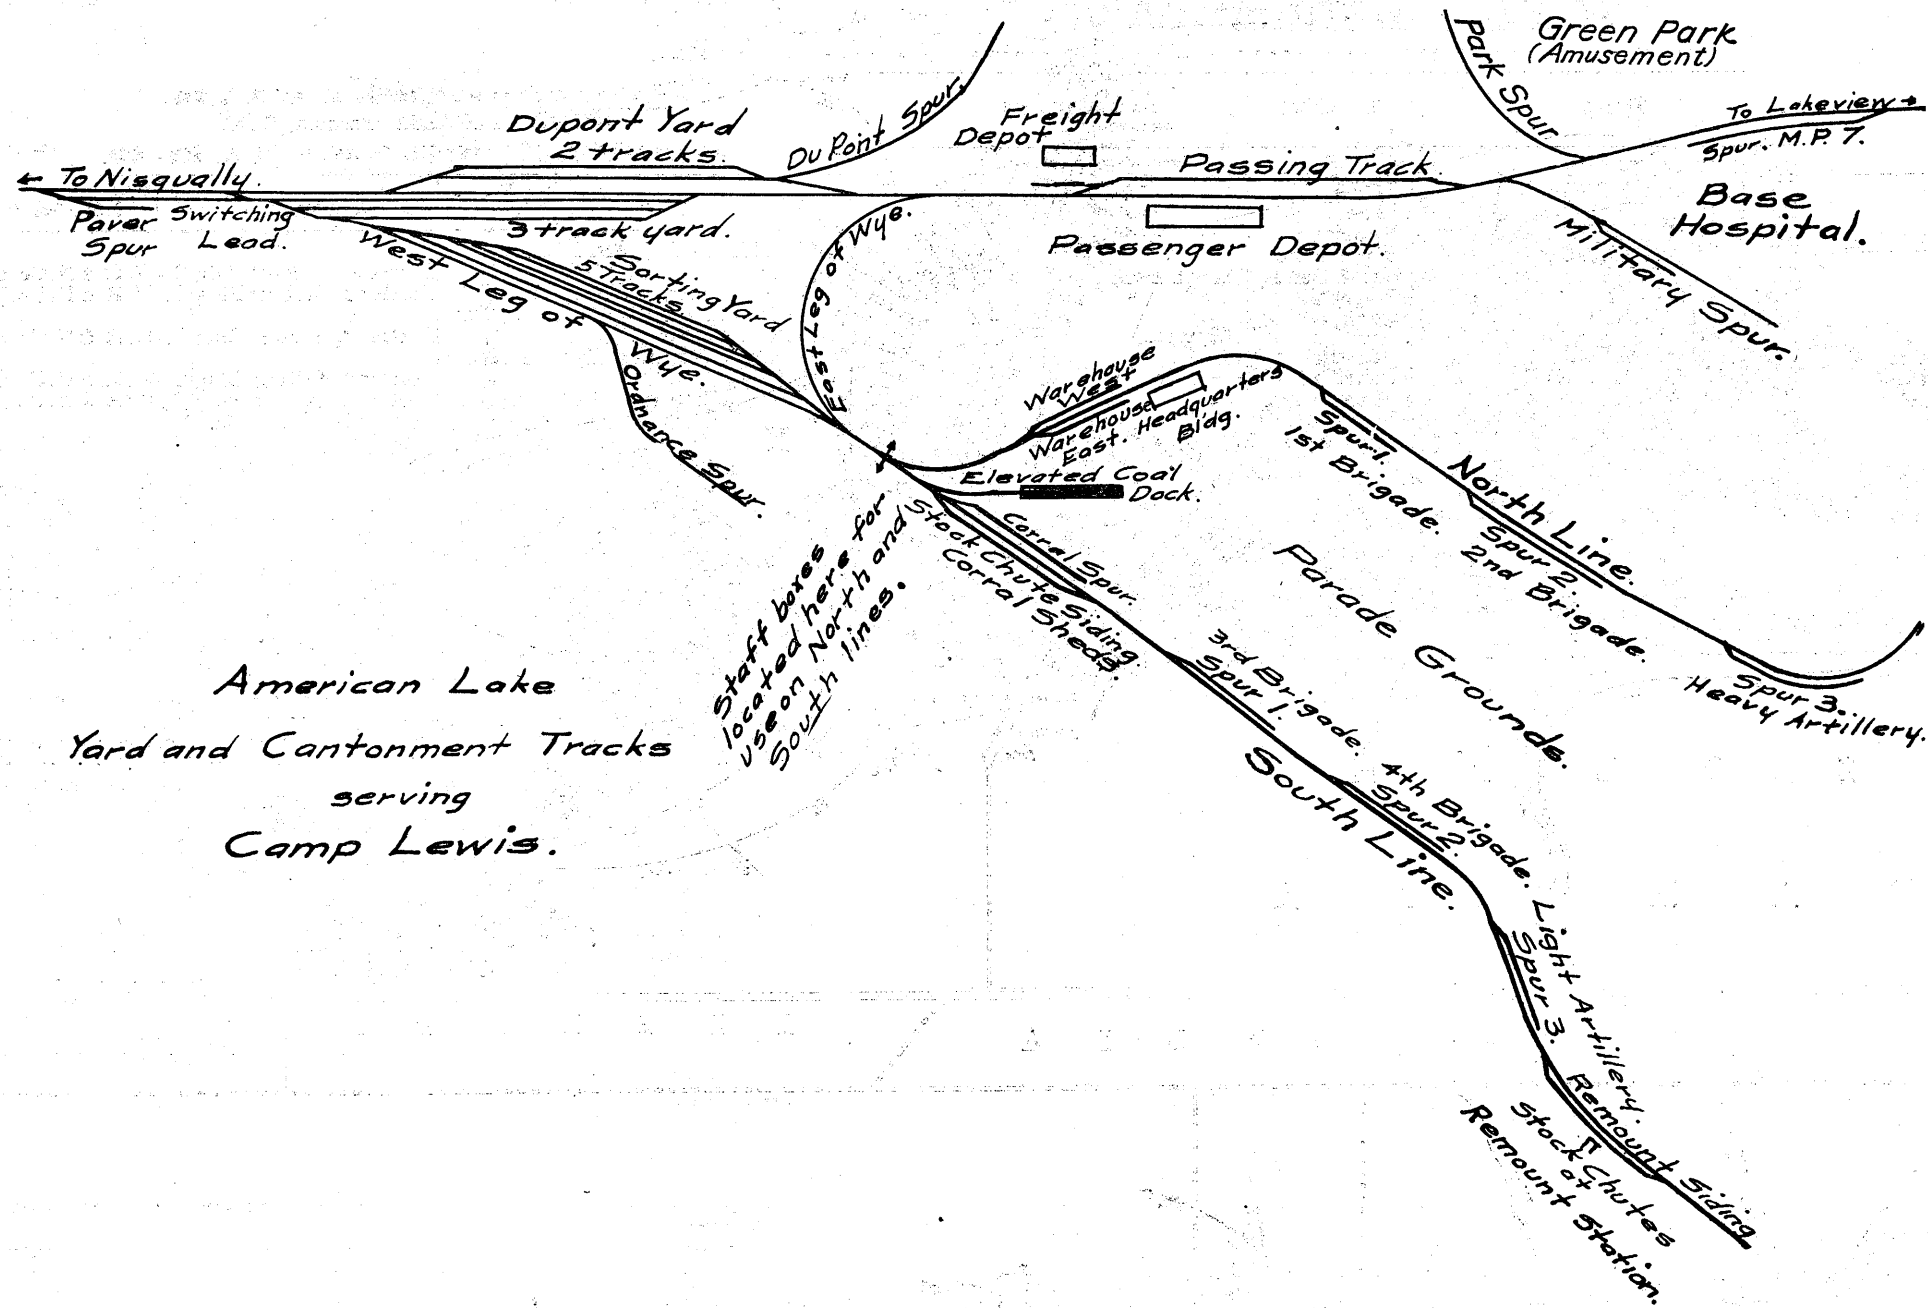 Green Park
(Amusement)
Park Spur
To Lakeview →
Spur. M.P. 7.
Base
Hospital.
Military Spur.
Freight
Depot
Passing Track.
Passenger Depot.
DuPont Spur.
Dupont Yard
2 tracks.
← To Nisqually.
Paver
Spur
Switching
Lead.
3 track yard.
Sorting Yard
5 Tracks
West Leg of
Wye.
East Leg of Wye.
Ordnance Spur.
Warehouse
West
Warehouse
East.
Headquarters
Bldg.
Elevated Coal
Dock.
Spur 1.
1st Brigade.
North Line.
Spur 2.
2nd Brigade.
Spur 3.
Heavy Artillery.
Parade Grounds.
Corral Spur.
Stock Chute Siding.
Corral Sheds.
Staff boxes
located here for
use on North and
South lines.
3rd Brigade.
Spur 1.
4th Brigade.
Spur 2.
South Line.
Light Artillery.
Spur 3.
Remount Siding
Stock Chutes
at
Remount Station.
American Lake
Yard and Cantonment Tracks
serving
Camp Lewis.